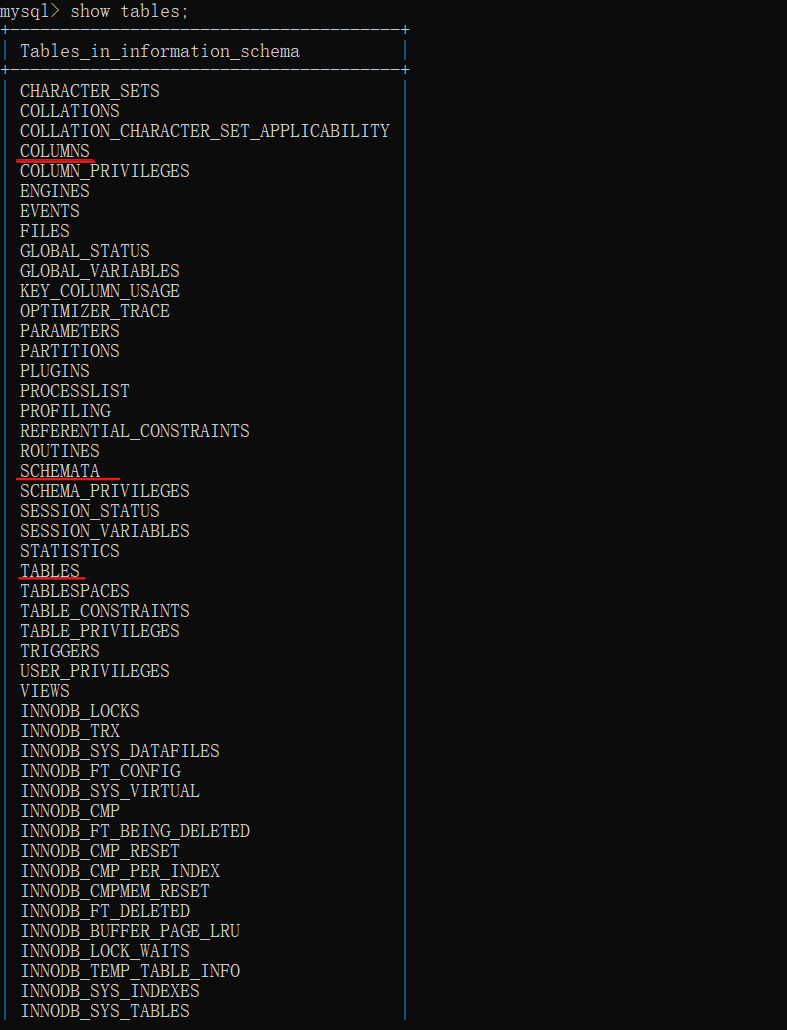 mysql> show tables;
+---------------------------------------+
| Tables_in_information_schema |
+---------------------------------------+
| CHARACTER_SETS |
| COLLATIONS |
| COLLATION_CHARACTER_SET_APPLICABILITY |
| COLUMNS |
| COLUMN_PRIVILEGES |
| ENGINES |
| EVENTS |
| FILES |
| GLOBAL_STATUS |
| GLOBAL_VARIABLES |
| KEY_COLUMN_USAGE |
| OPTIMIZER_TRACE |
| PARAMETERS |
| PARTITIONS |
| PLUGINS |
| PROCESSLIST |
| PROFILING |
| REFERENTIAL_CONSTRAINTS |
| ROUTINES |
| SCHEMATA |
| SCHEMA_PRIVILEGES |
| SESSION_STATUS |
| SESSION_VARIABLES |
| STATISTICS |
| TABLES |
| TABLESPACES |
| TABLE_CONSTRAINTS |
| TABLE_PRIVILEGES |
| TRIGGERS |
| USER_PRIVILEGES |
| VIEWS |
| INNODB_LOCKS |
| INNODB_TRX |
| INNODB_SYS_DATAFILES |
| INNODB_FT_CONFIG |
| INNODB_SYS_VIRTUAL |
| INNODB_CMP |
| INNODB_FT_BEING_DELETED |
| INNODB_CMP_RESET |
| INNODB_CMP_PER_INDEX |
| INNODB_CMPMEM_RESET |
| INNODB_FT_DELETED |
| INNODB_BUFFER_PAGE_LRU |
| INNODB_LOCK_WAITS |
| INNODB_TEMP_TABLE_INFO |
| INNODB_SYS_INDEXES |
| INNODB_SYS_TABLES |